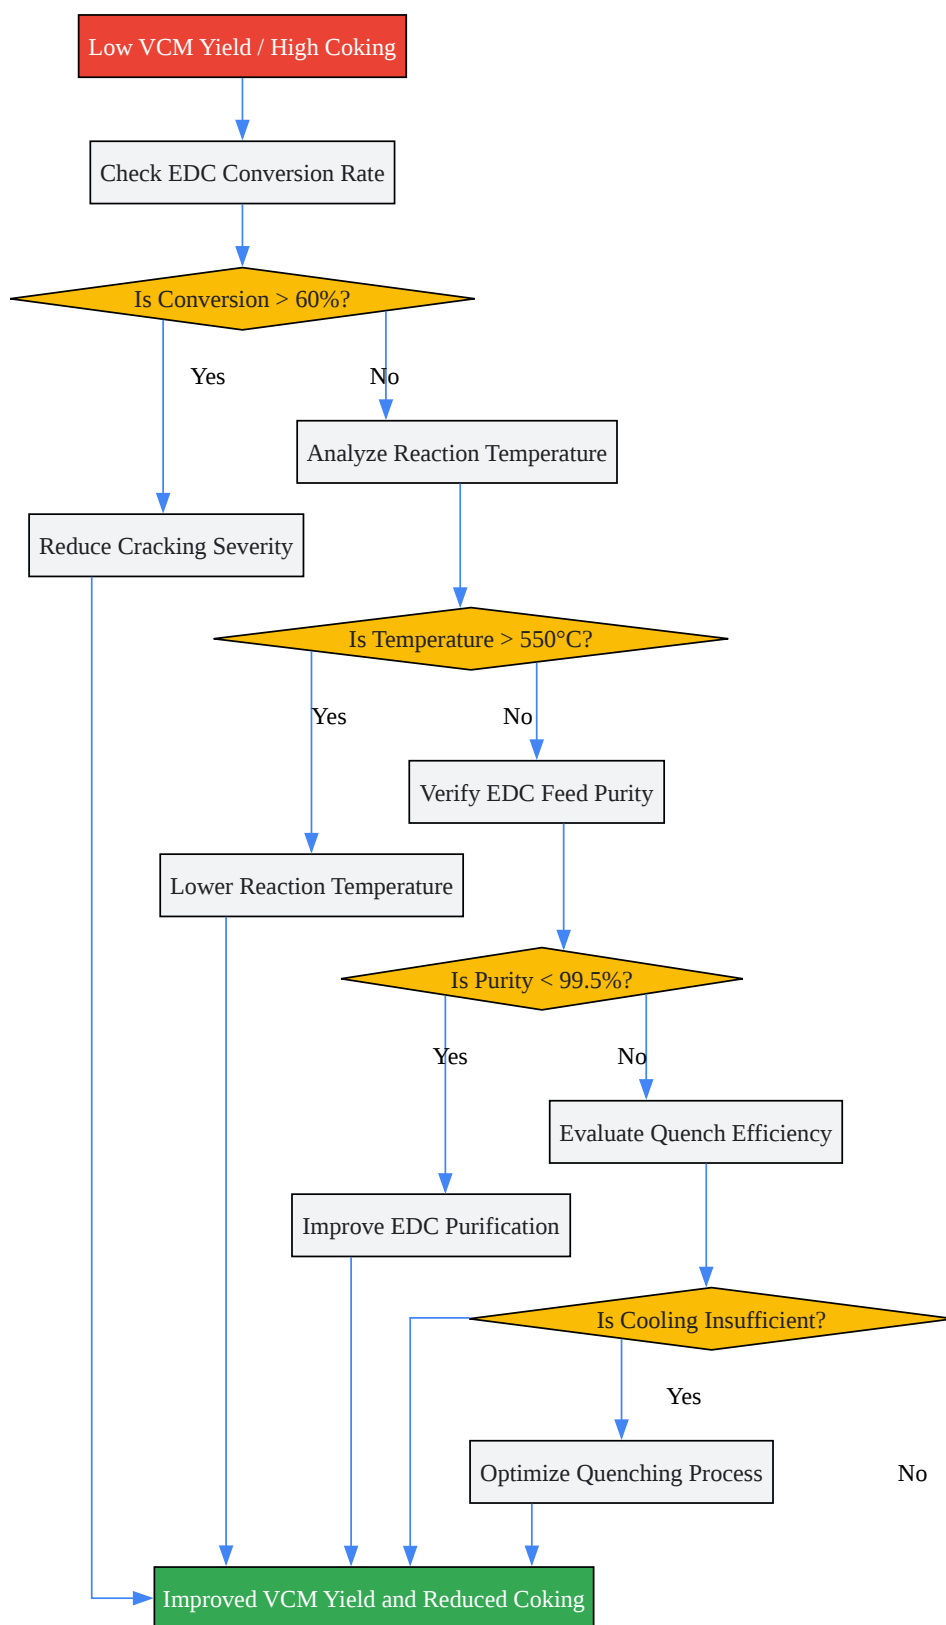 Low VCM Yield / High Coking
Check EDC Conversion Rate
Is Conversion > 60%?
Yes
No
Analyze Reaction Temperature
Reduce Cracking Severity
Is Temperature > 550°C?
Yes
No
Verify EDC Feed Purity
Lower Reaction Temperature
Is Purity < 99.5%?
Yes
No
Evaluate Quench Efficiency
Improve EDC Purification
Is Cooling Insufficient?
Yes
Optimize Quenching Process
No
Improved VCM Yield and Reduced Coking